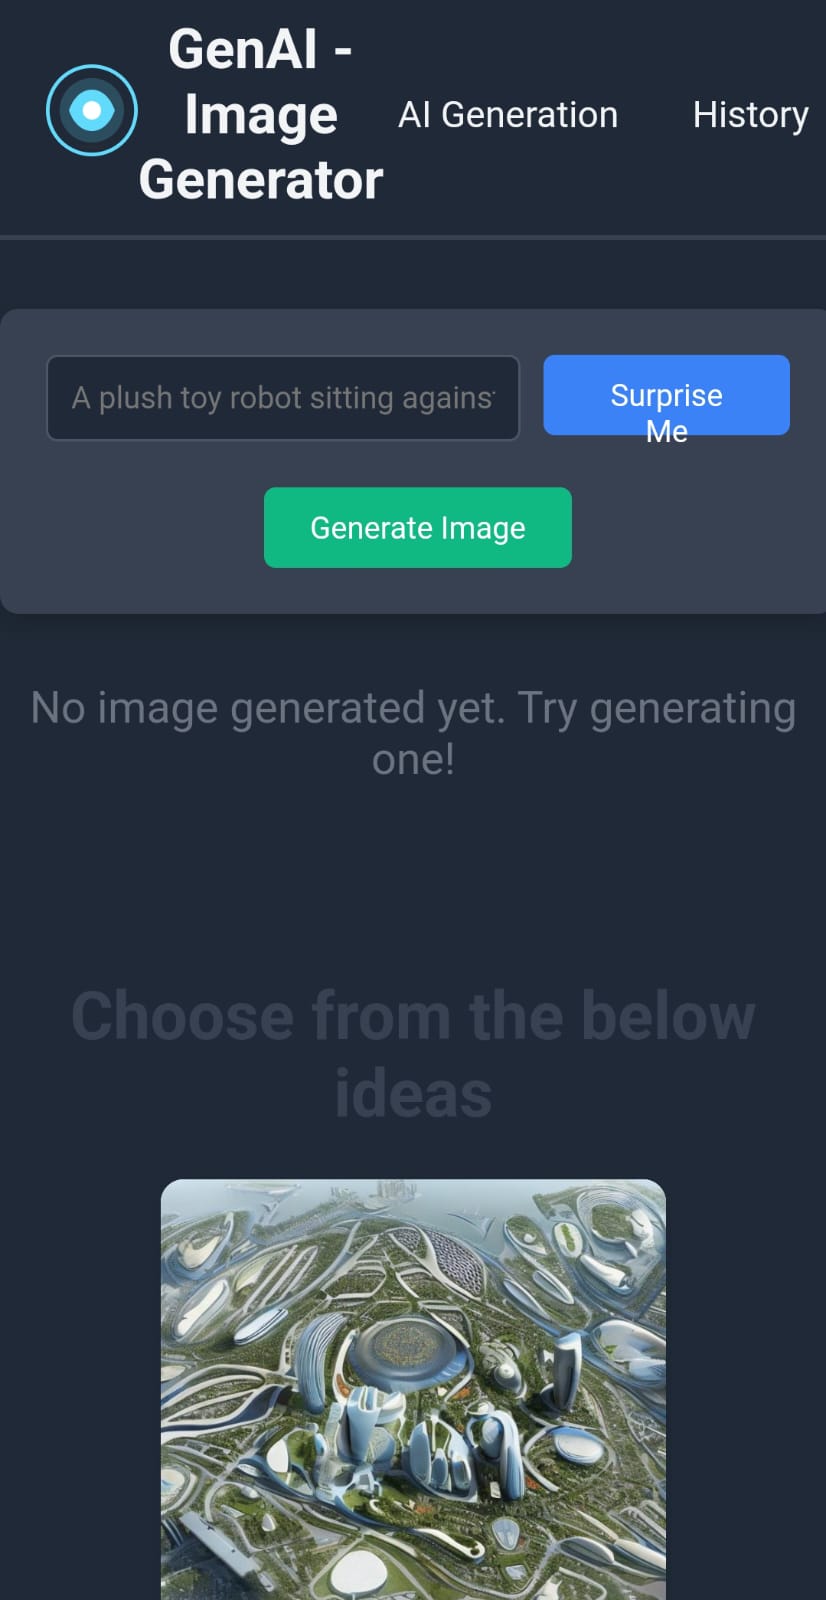 GenAI -
Image
Generator
AI Generation
History
A plush toy robot sitting agains
Surprise
Me
Generate Image
No image generated yet. Try generating
one!
Choose from the below
ideas